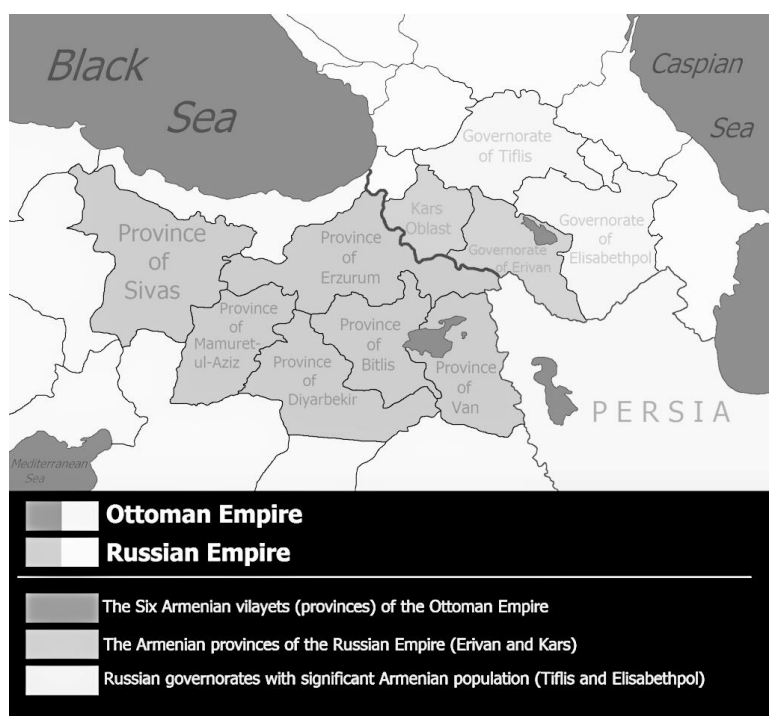 Black
Sea
Caspian
Sea
Governorate
of Tiflis
Kars
Oblast
Governorate
of
Elisabethpol
Governorate
of Erivan
Province
of
Sivas
Province
of
Erzurum
Province
of
Mamuret-
ul-Aziz
Province
of
Bitlis
Province
of
Diyarbekir
Province
of
Van
PERSIA
Mediterranean
Sea
Ottoman Empire
Russian Empire
The Six Armenian vilayets (provinces) of the Ottoman Empire
The Armenian provinces of the Russian Empire (Erivan and Kars)
Russian governorates with significant Armenian population (Tiflis and Elisabethpol)